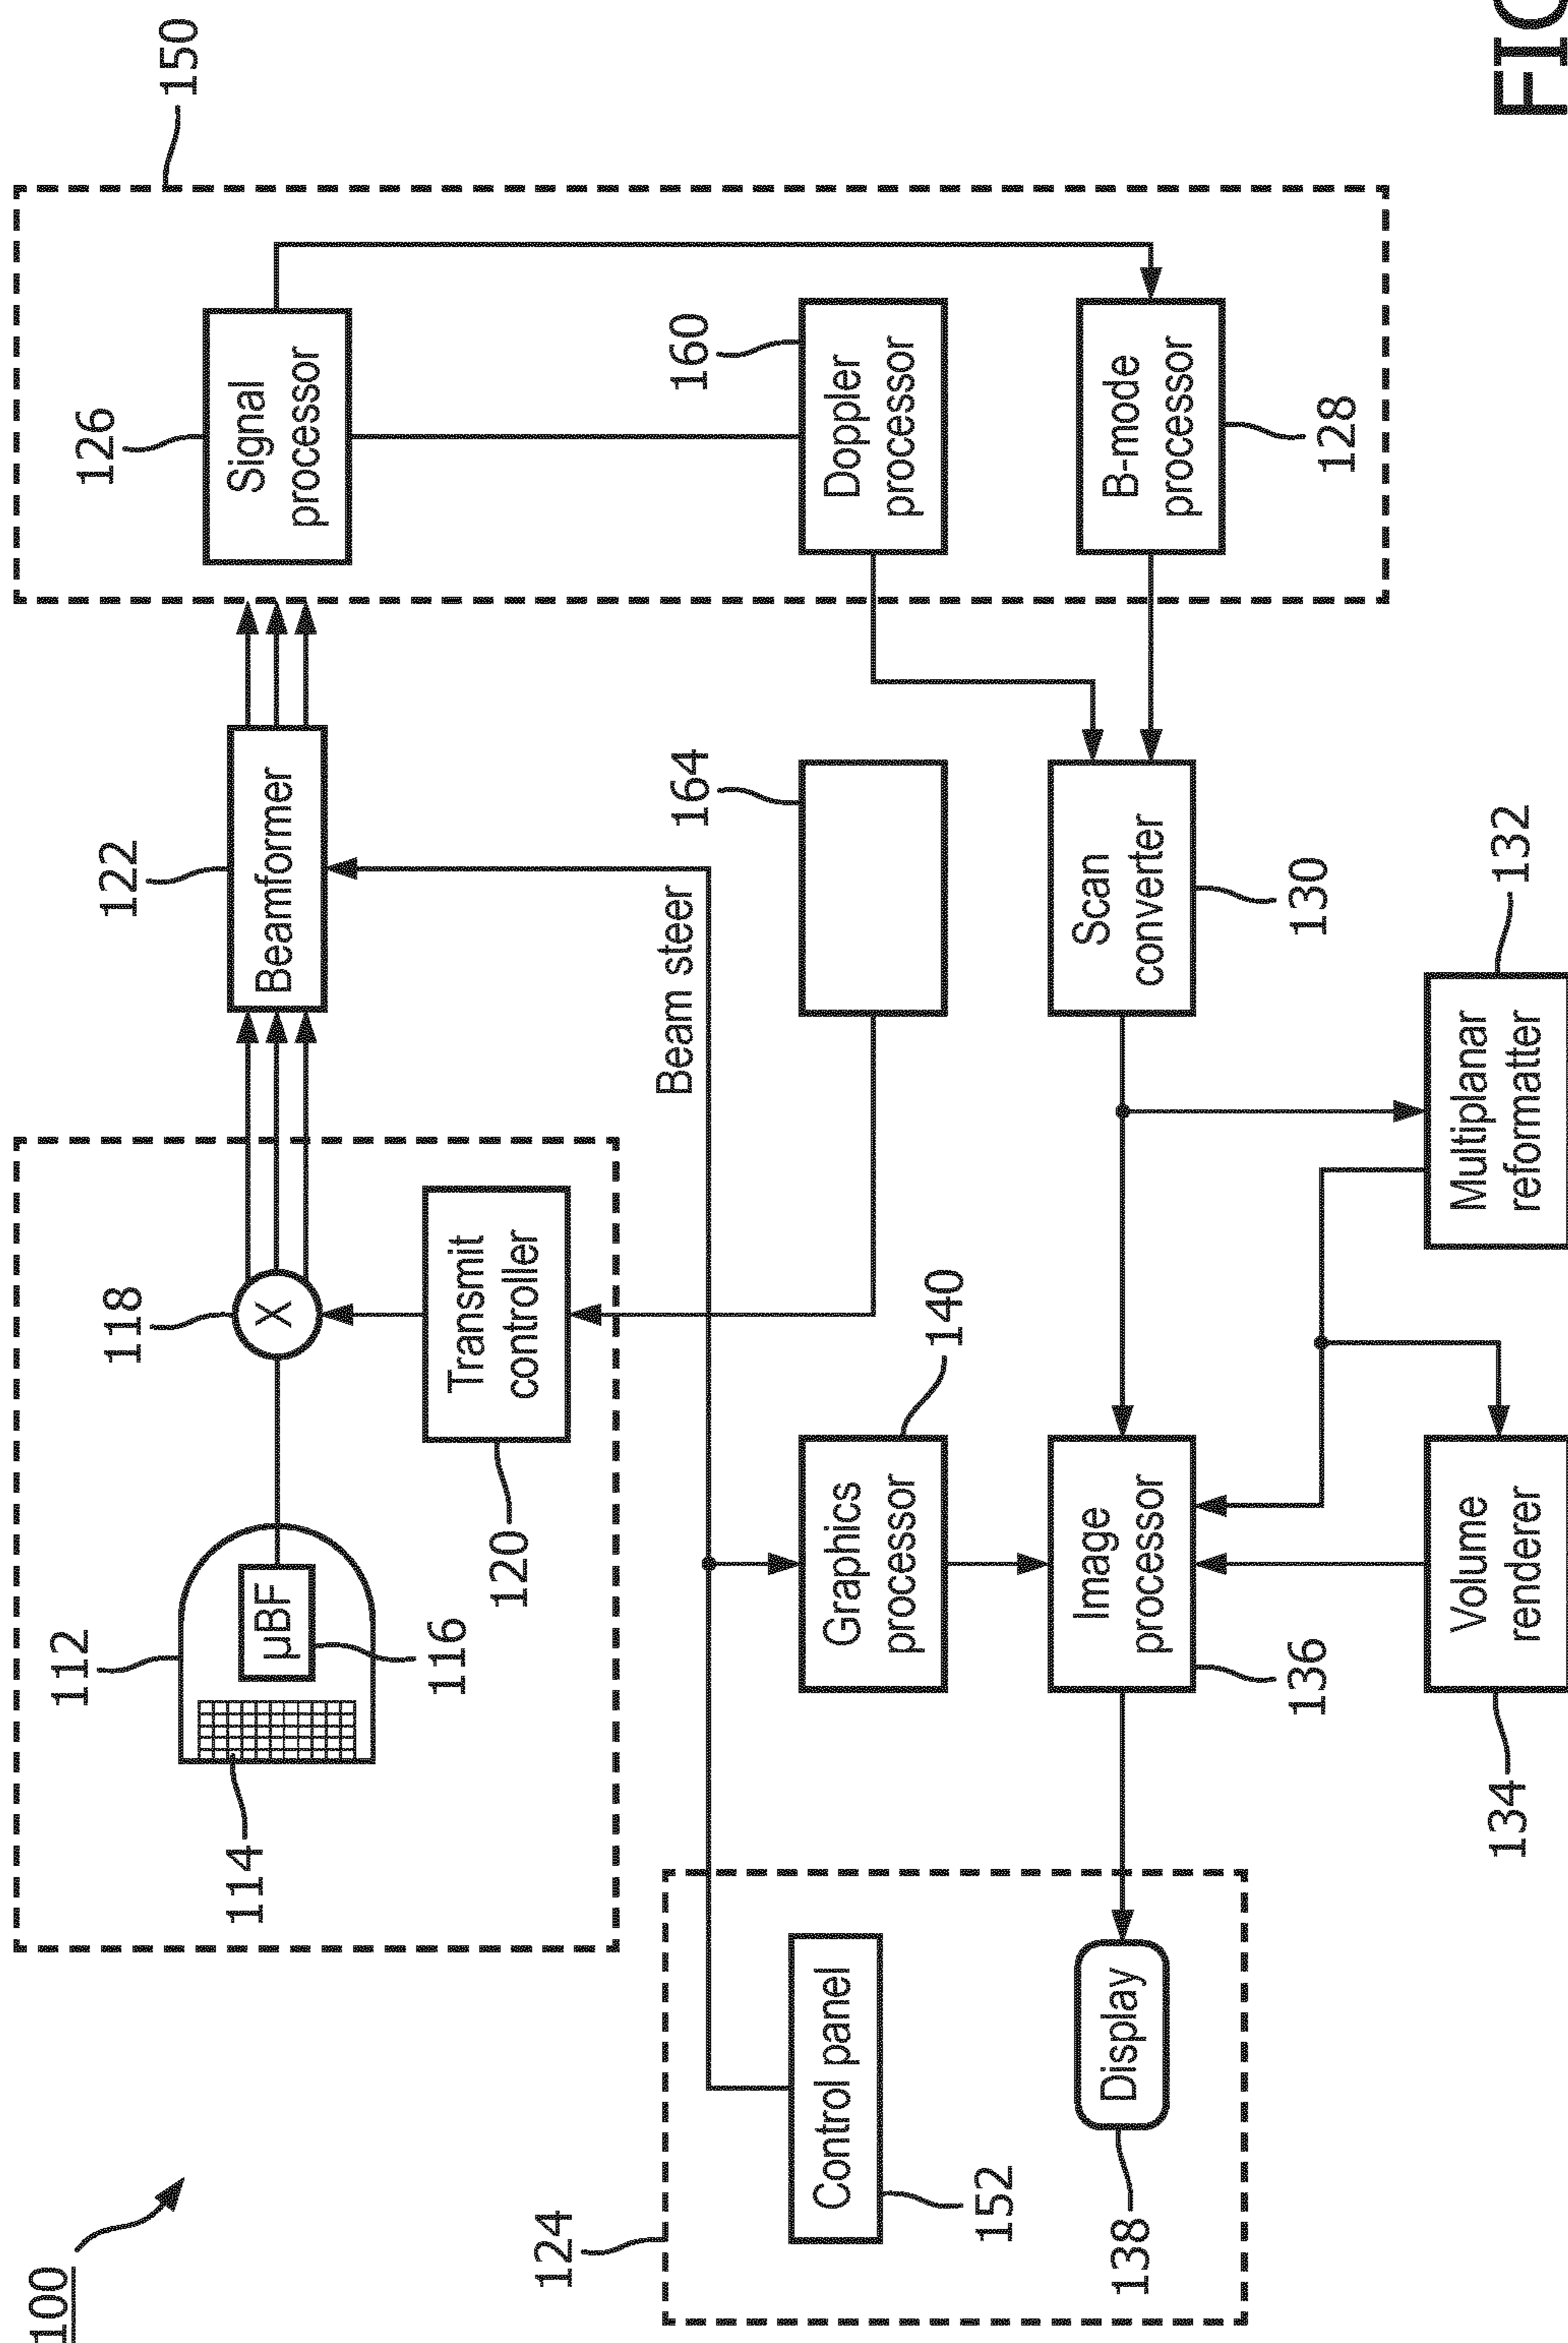 100
112
114
µBF
116
118
X
Transmit
controller
120
122
Beamformer
126
Signal
processor
150
Beam steer
164
160
Doppler
processor
124
Control panel
152
Graphics
processor
140
Display
138
Image
processor
136
Scan
converter
130
B-mode
processor
128
Volume
renderer
134
Multiplanar
reformatter
132
FIG